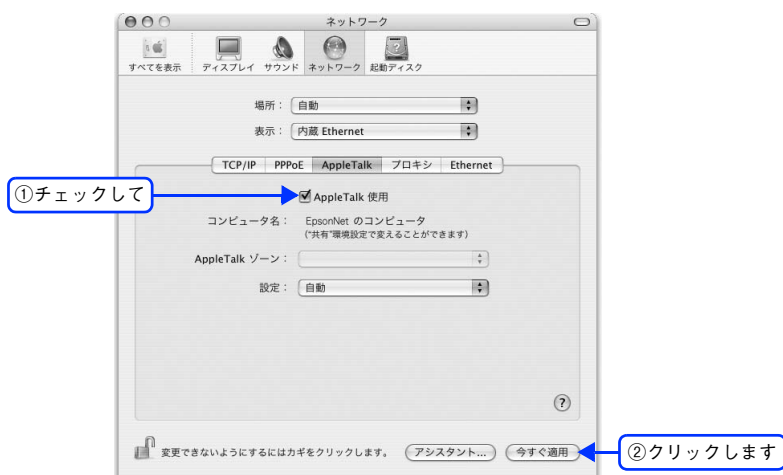 ネットワーク
すべてを表示 ディスプレイ サウンド ネットワーク 起動ディスク
場所： 自動
表示： 内蔵 Ethernet
TCP/IP PPPoE AppleTalk プロキシ Ethernet
①チェックして
AppleTalk 使用
コンピュータ名： EpsonNet のコンピュータ
("共有"環境設定で変えることができます)
AppleTalk ゾーン：
設定： 自動
?
変更できないようにするにはカギをクリックします。 アシスタント... 今すぐ適用
②クリックします